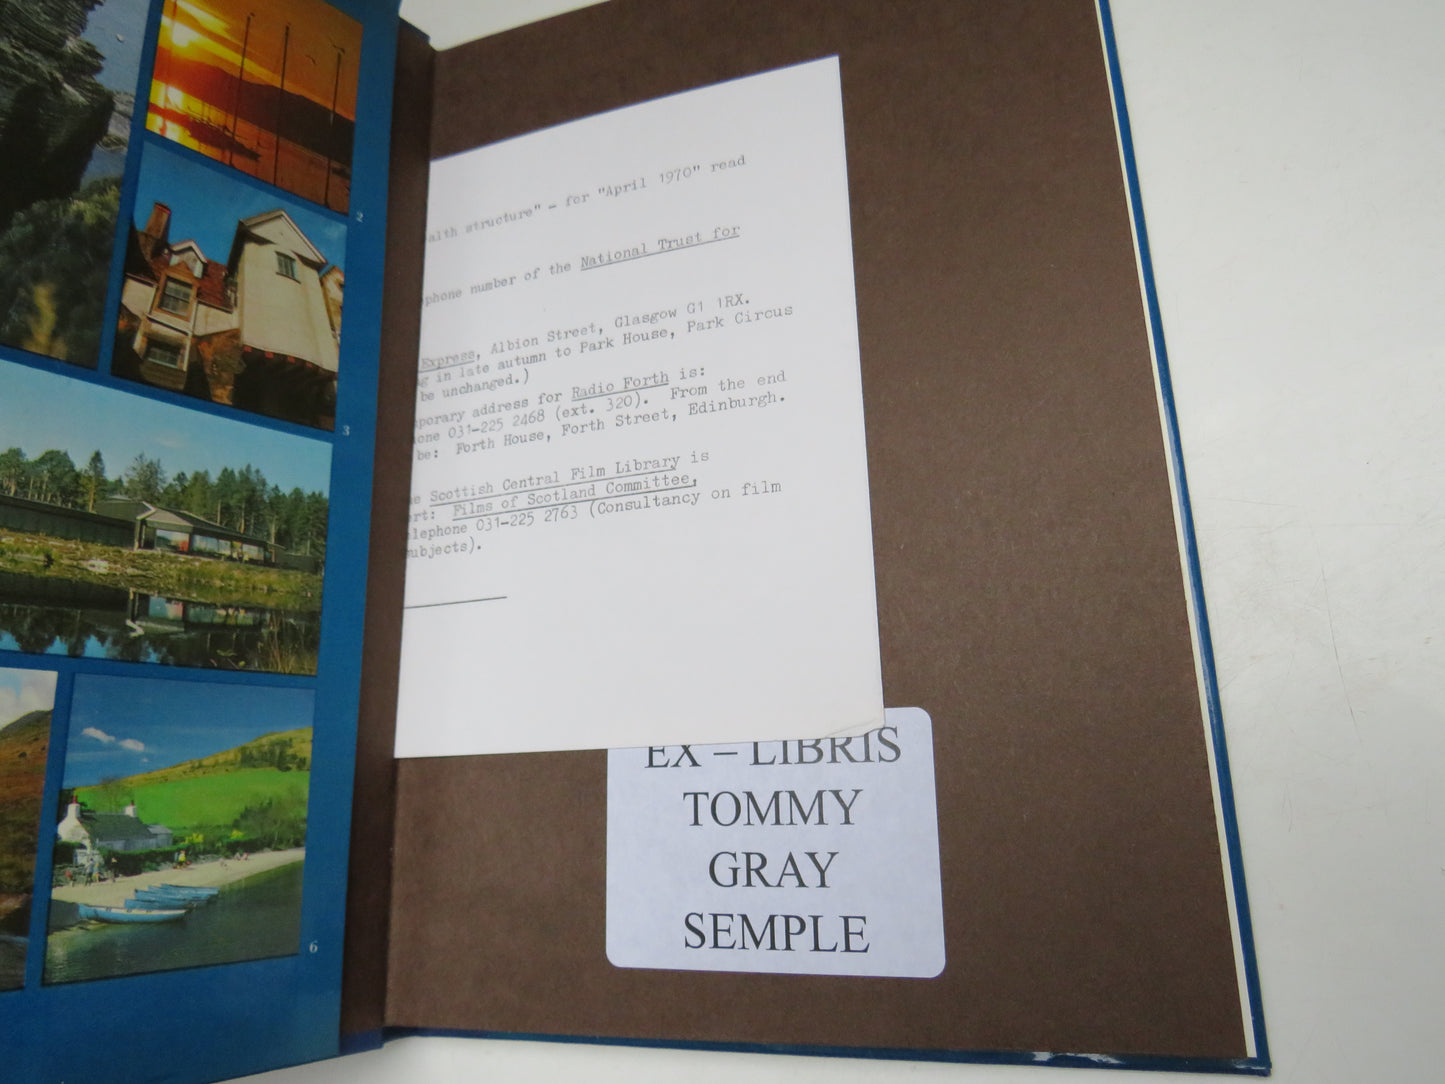 2
3
6
alth structure" - for "April 1970" read
phone number of the National Trust for
Express, Albion Street, Glasgow G1 1RX.
g in late autumn to Park House, Park Circus
be unchanged.)
porary address for Radio Forth is:
one 031-225 2468 (ext. 320). From the end
be: Forth House, Forth Street, Edinburgh.
e Scottish Central Film Library is
rt: Films of Scotland Committee,
lephone 031-225 2763 (Consultancy on film
ubjects).
EX – LIBRIS
TOMMY
GRAY
SEMPLE